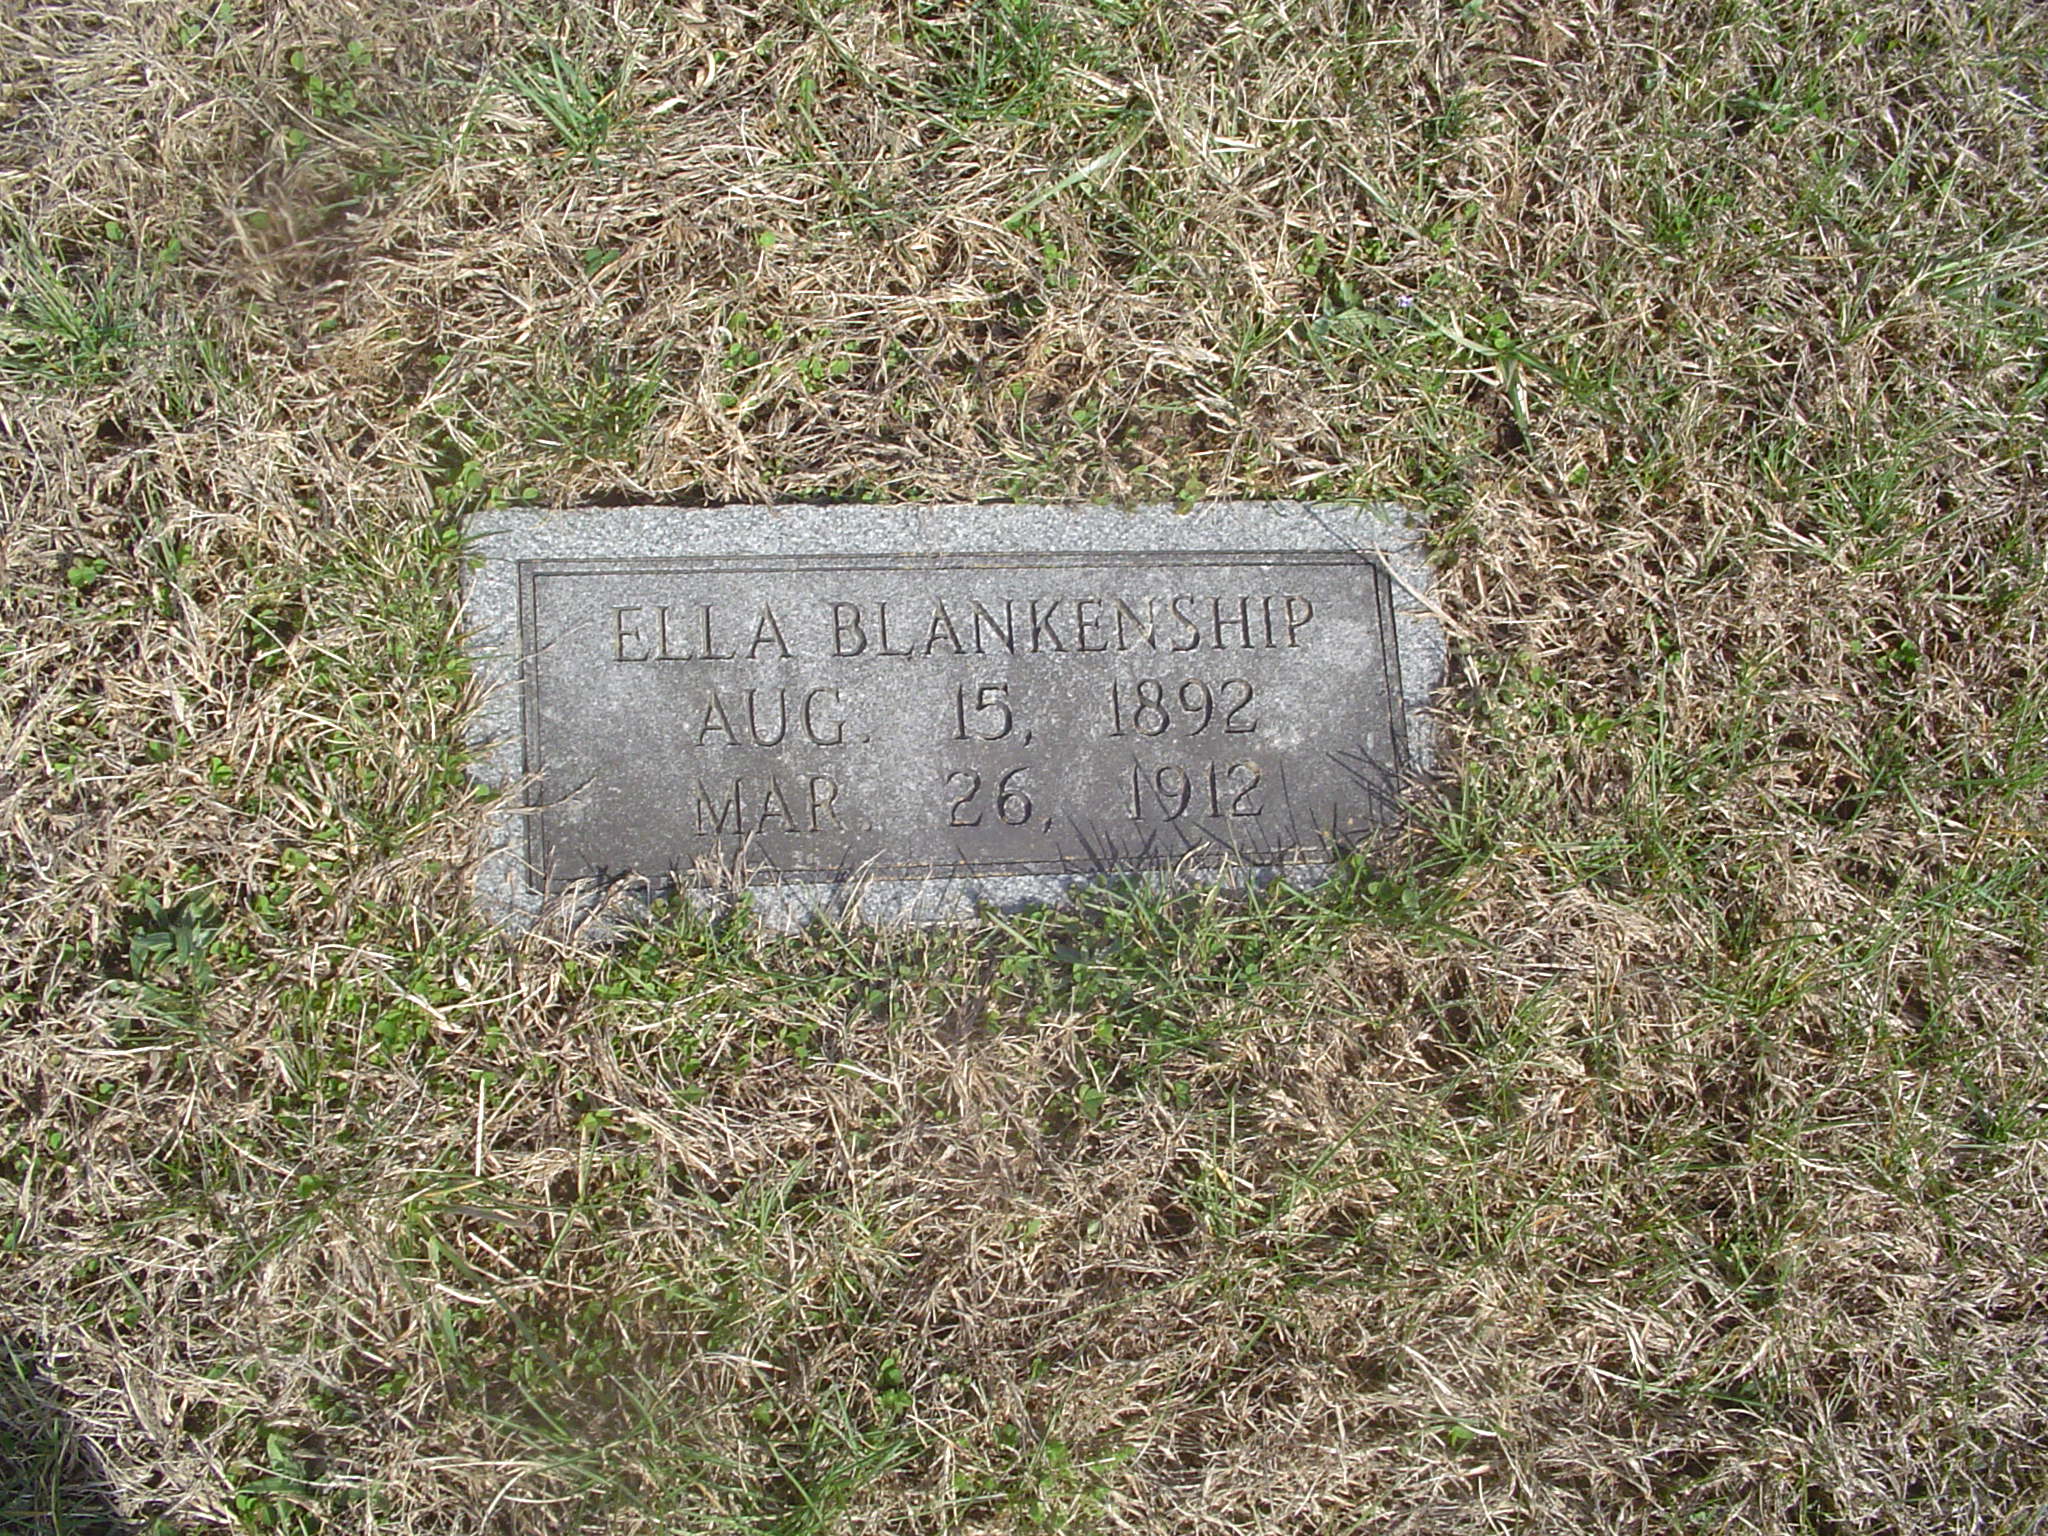 ELLA BLANKENSHIP
AUG. 15, 1892
MAR. 26, 1912